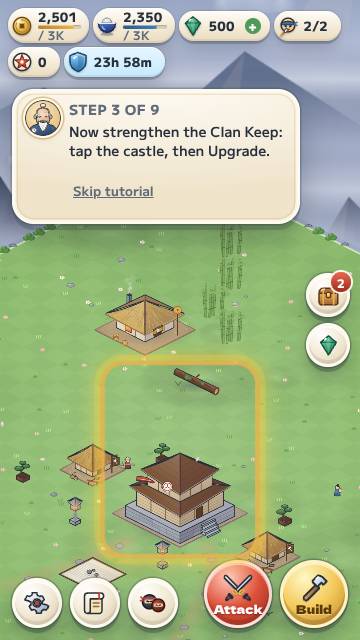 2,501
/ 3K
2,350
/ 3K
500
2/2
0
23h 58m
STEP 3 OF 9
Now strengthen the Clan Keep:
tap the castle, then Upgrade.
Skip tutorial
2
Attack
Build